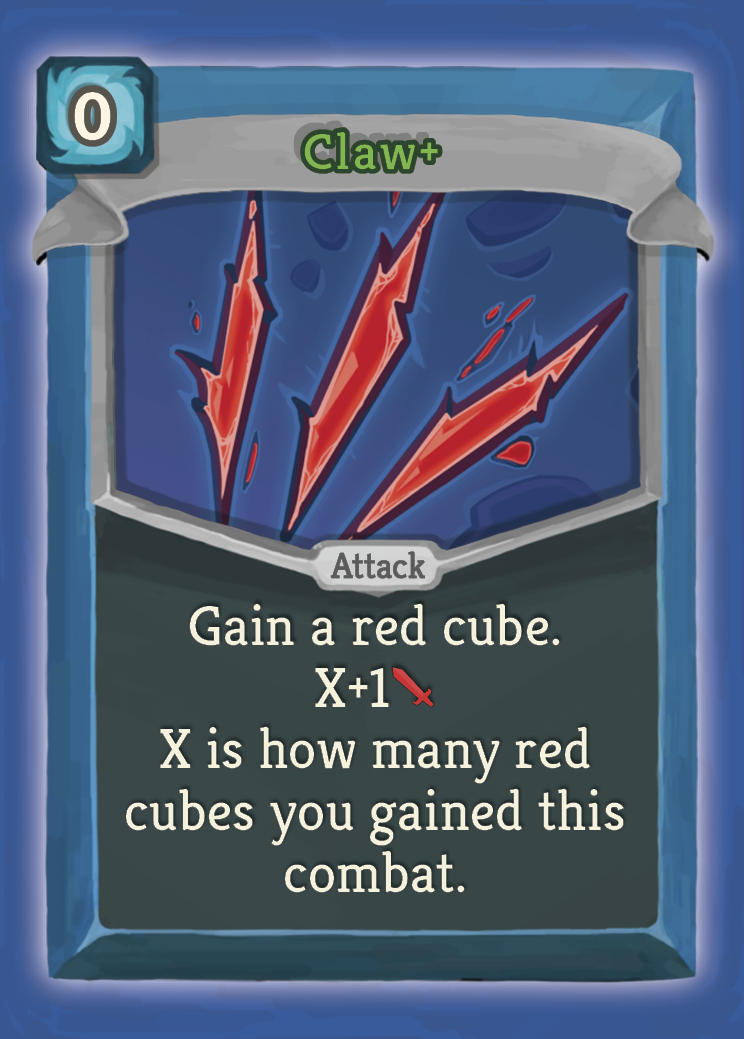 0
Claw+
Attack
Gain a red cube.
X+1
X is how many red
cubes you gained this
combat.